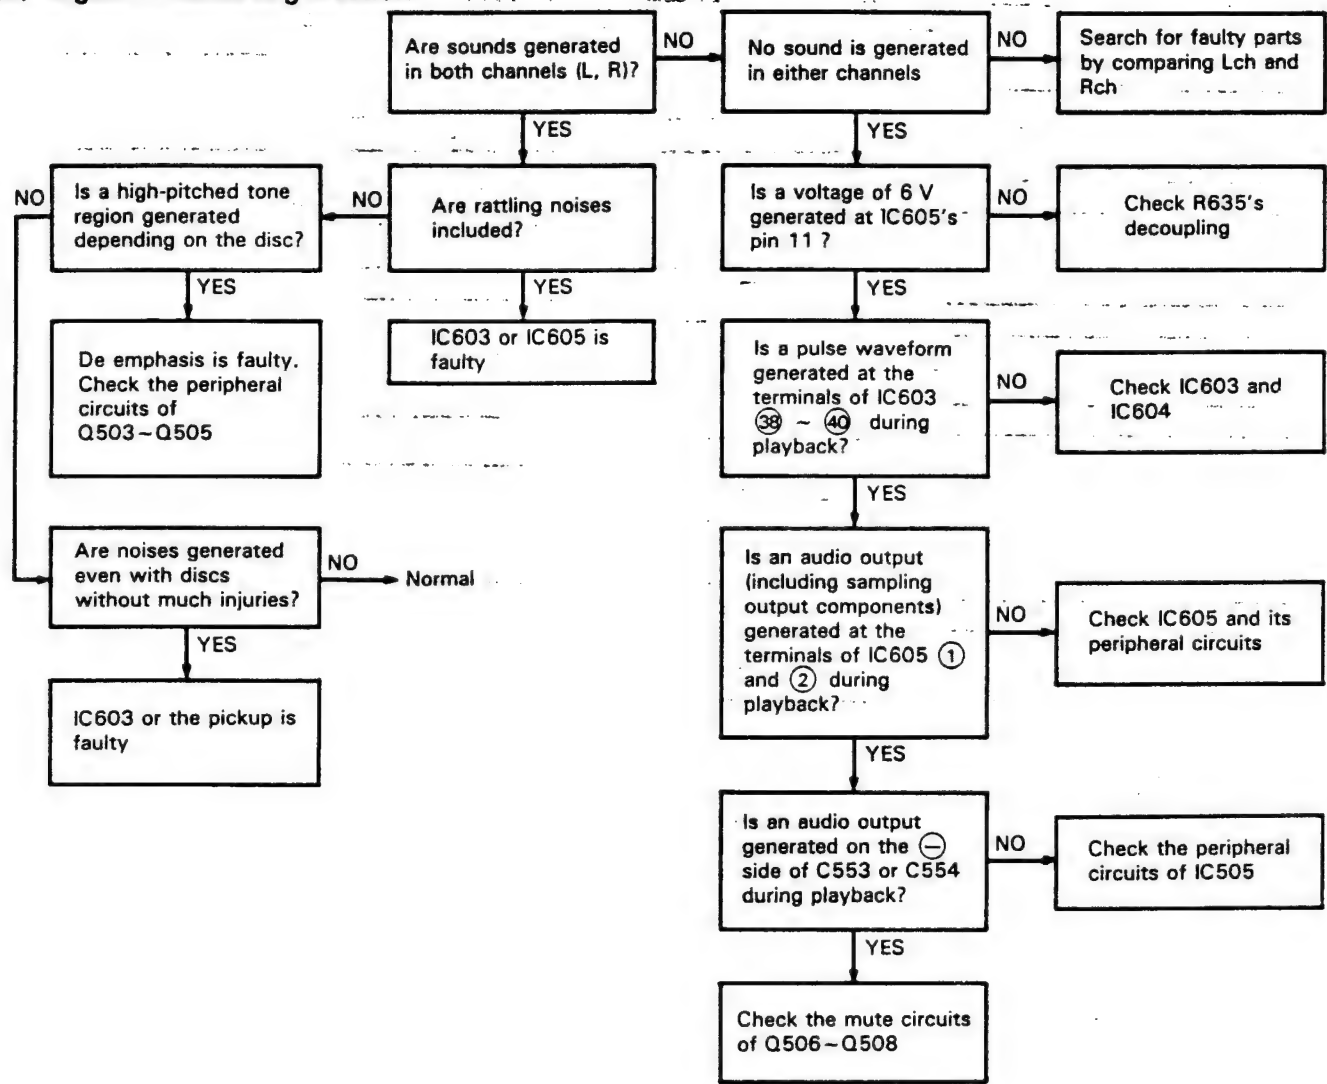 Are sounds generated
in both channels (L, R)?
NO
No sound is generated
in either channels
NO
Search for faulty parts
by comparing Lch and
Rch
YES
YES
NO
Is a high-pitched tone
region generated
depending on the disc?
NO
Are rattling noises
included?
Is a voltage of 6 V
generated at IC605's
pin 11 ?
NO
Check R635's
decoupling
YES
YES
YES
De emphasis is faulty.
Check the peripheral
circuits of
Q503~Q505
IC603 or IC605 is
faulty
Is a pulse waveform
generated at the
terminals of IC603
㊳ ~ ㊵ during
playback?
NO
Check IC603 and
IC604
YES
Are noises generated
even with discs
without much injuries?
NO
Normal
Is an audio output
(including sampling
output components)
generated at the
terminals of IC605 ①
and ② during
playback?
NO
Check IC605 and its
peripheral circuits
YES
IC603 or the pickup is
faulty
YES
Is an audio output
generated on the ⊖
side of C553 or C554
during playback?
NO
Check the peripheral
circuits of IC505
YES
Check the mute circuits
of Q506~Q508